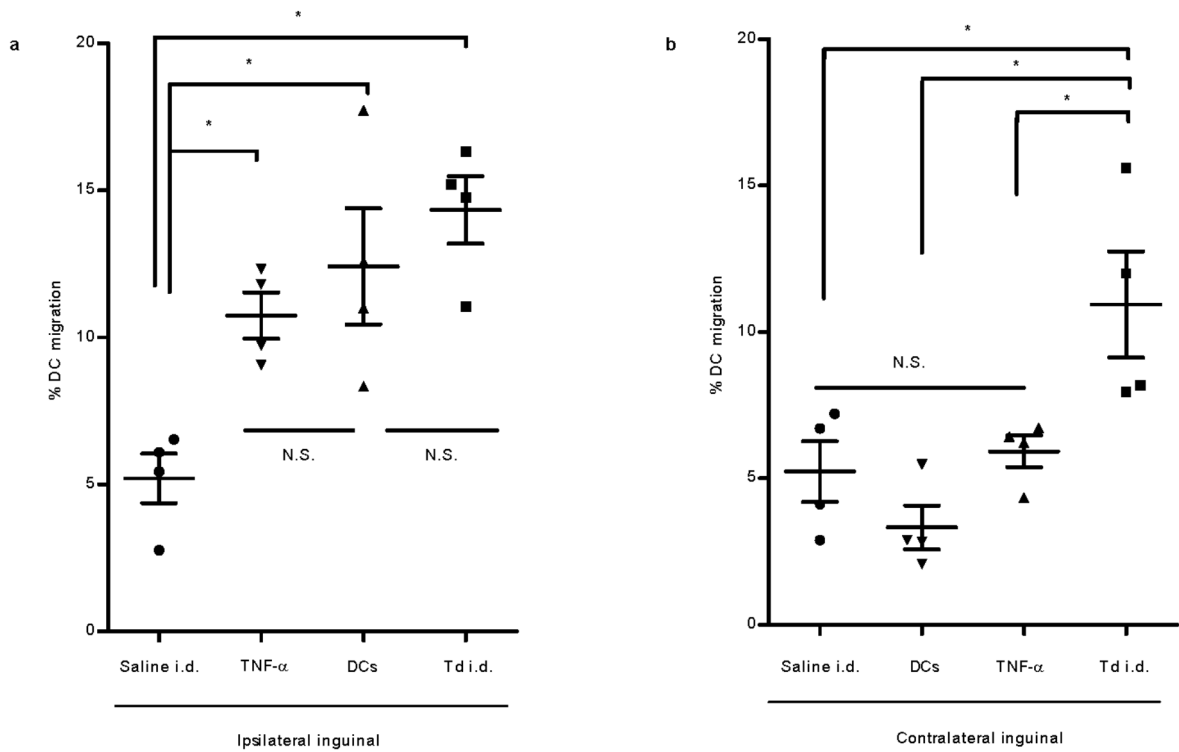 a
*
20
*
*
15
% DC migration
10
N.S.
N.S.
5
0
Saline i.d.
TNF-α
DCs
Td i.d.
Ipsilateral inguinal
b
*
20
*
*
15
% DC migration
10
N.S.
5
0
Saline i.d.
DCs
TNF-α
Td i.d.
Contralateral inguinal